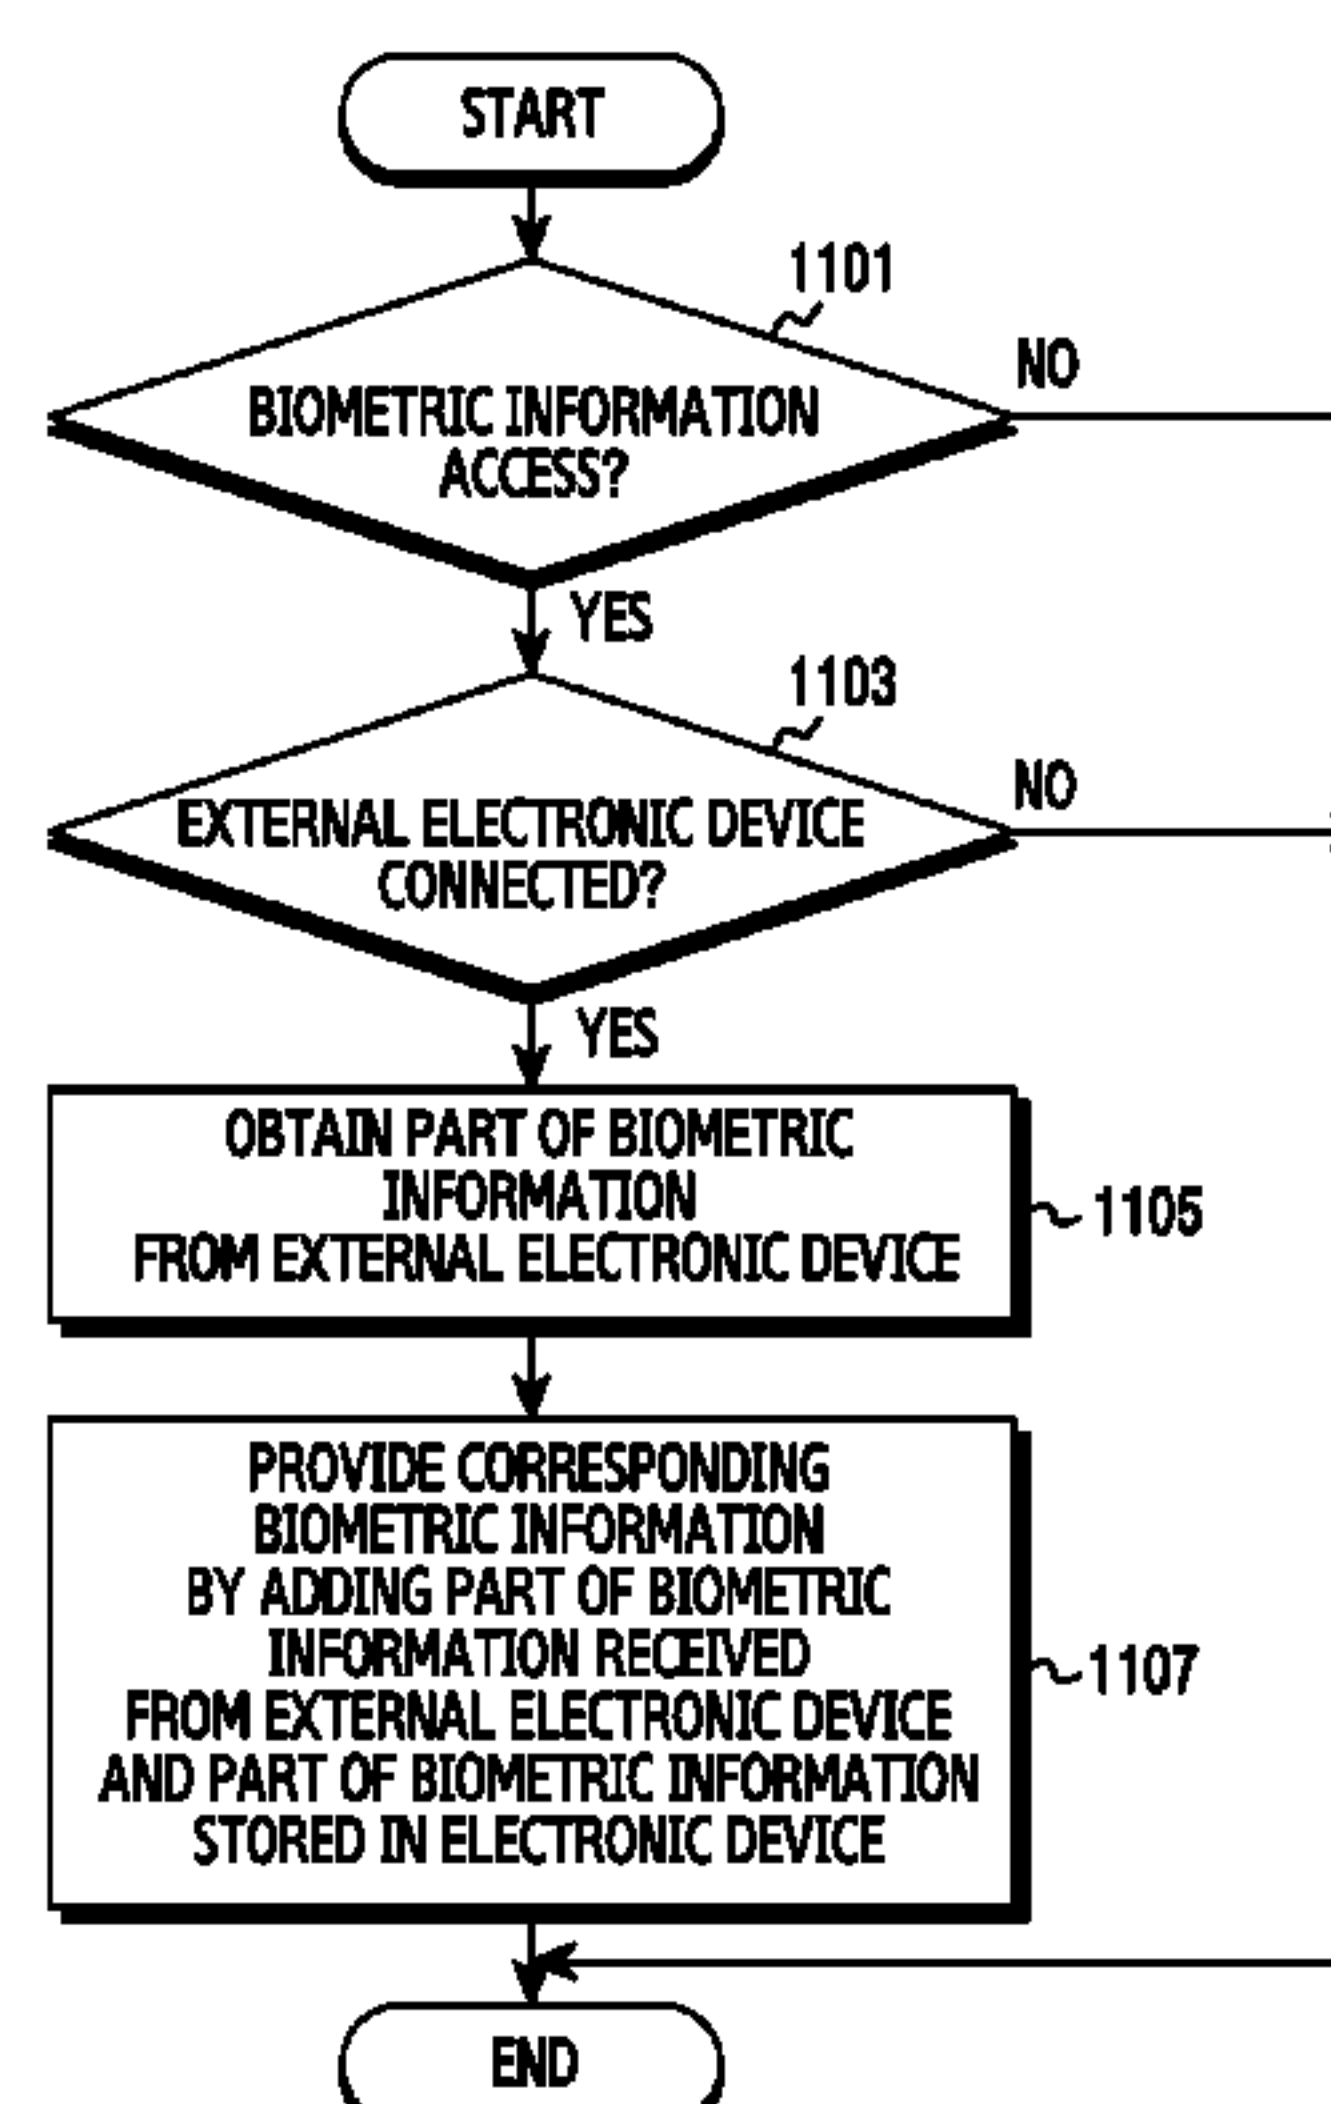 START
1101
NO
BIOMETRIC INFORMATION
ACCESS?
YES
1103
NO
EXTERNAL ELECTRONIC DEVICE
CONNECTED?
YES
OBTAIN PART OF BIOMETRIC
INFORMATION
FROM EXTERNAL ELECTRONIC DEVICE
1105
PROVIDE CORRESPONDING
BIOMETRIC INFORMATION
BY ADDING PART OF BIOMETRIC
INFORMATION RECEIVED
FROM EXTERNAL ELECTRONIC DEVICE
AND PART OF BIOMETRIC INFORMATION
STORED IN ELECTRONIC DEVICE
1107
END